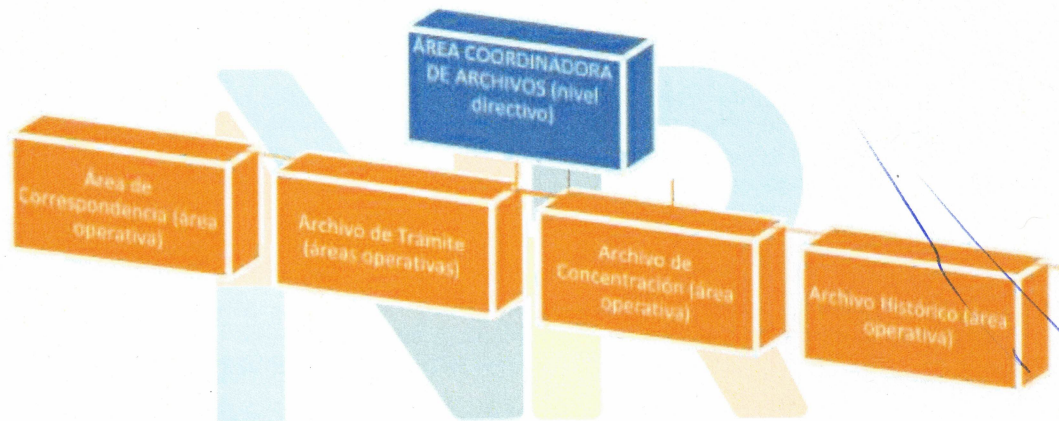 ÁREA COORDINADORA
DE ARCHIVOS (nivel
directivo)
Área de
Correspondencia (área
operativa)
Archivo de Trámite
(áreas operativas)
Archivo de
Concentración (área
operativa)
Archivo Histórico (área
operativa)